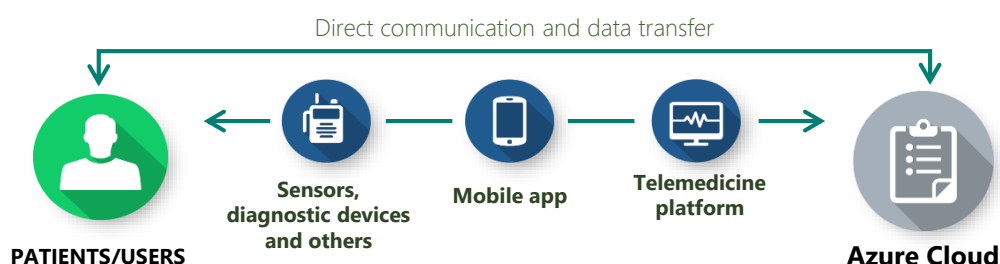 Direct communication and data transfer
Sensors,
diagnostic devices
and others
Mobile app
Telemedicine
platform
PATIENTS/USERS
Azure Cloud